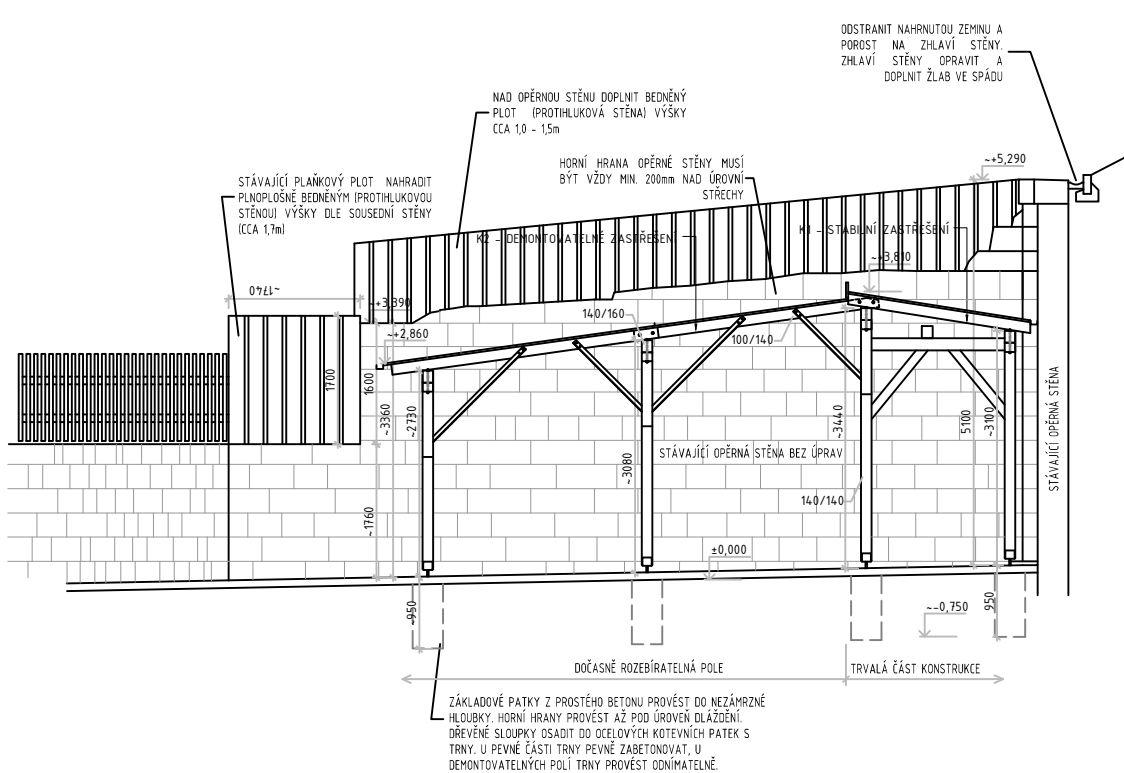 ODSTRANIT NAHRNUTOU ZEMINU A
POROST NA ZHLAVÍ STĚNY.
ZHLAVÍ STĚNY OPRAVIT A
DOPLNIT ŽLAB VE SPÁDU
NAD OPĚRNOU STĚNU DOPLNIT BEDNĚNÝ
PLOT (PROTIHLUKOVÁ STĚNA) VÝŠKY
CCA 1,0 - 1,5m
HORNÍ HRANA OPĚRNÉ STĚNY MUSÍ
BÝT VŽDY MIN. 200mm NAD ÚROVNÍ
STŘECHY
~+5,290
STÁVAJÍCÍ PLAŇKOVÝ PLOT NAHRADIT
PLNOPLOŠNĚ BEDNĚNÝM (PROTIHLUKOVOU
STĚNOU) VÝŠKY DLE SOUSEDNÍ STĚNY
(CCA 1,7m)
K2 - DEMONTOVATELNÉ ZASTŘEŠENÍ
K1 - STABILNÍ ZASTŘEŠENÍ
~+3,810
~1740
~+3,390
140/160
~+2,860
100/140
1700
1600
~3360
~2730
~3440
5100
~3100
STÁVAJÍCÍ OPĚRNÁ STĚNA
STÁVAJÍCÍ OPĚRNÁ STĚNA BEZ ÚPRAV
~3080
140/140
~1760
±0,000
~950
~-0,750
950
DOČASNĚ ROZEBÍRATELNÁ POLE
TRVALÁ ČÁST KONSTRUKCE
ZÁKLADOVÉ PATKY Z PROSTÉHO BETONU PROVÉST DO NEZÁMRZNÉ
HLOUBKY. HORNÍ HRANY PROVÉST AŽ POD ÚROVEŇ DLÁŽDĚNÍ.
DŘEVĚNÉ SLOUPKY OSADIT DO OCELOVÝCH KOTEVNÍCH PATEK S
TRNY. U PEVNÉ ČÁSTI TRNY PEVNĚ ZABETONOVAT, U
DEMONTOVATELNÝCH POLÍ TRNY PROVÉST ODNÍMATELNĚ.